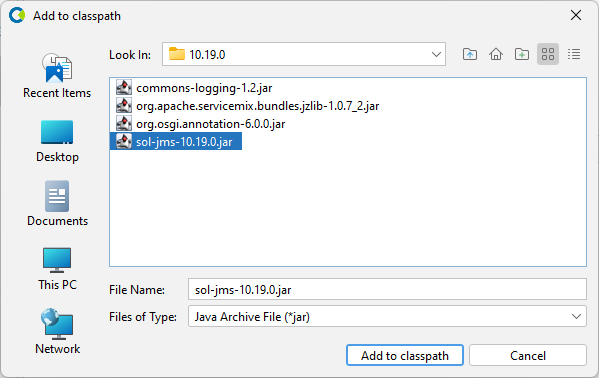 Add to classpath
Look In:
10.19.0
Recent Items
Desktop
Documents
This PC
Network
commons-logging-1.2.jar
org.apache.servicemix.bundles.jzlib-1.0.7_2.jar
org.osgi.annotation-6.0.0.jar
sol-jms-10.19.0.jar
File Name:
sol-jms-10.19.0.jar
Files of Type:
Java Archive File (*jar)
Add to classpath
Cancel